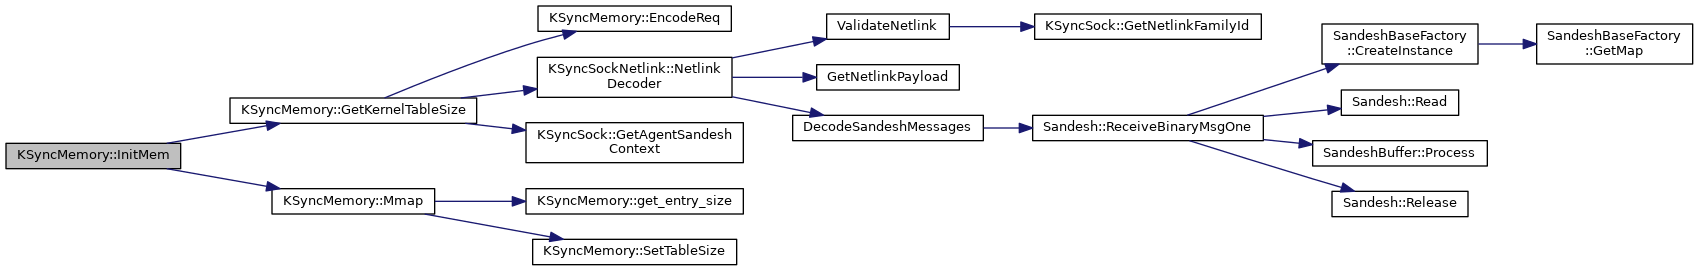 KSyncMemory::InitMem
KSyncMemory::GetKernelTableSize
KSyncMemory::EncodeReq
KSyncSockNetlink::Netlink
Decoder
ValidateNetlink
KSyncSock::GetNetlinkFamilyId
GetNetlinkPayload
DecodeSandeshMessages
Sandesh::ReceiveBinaryMsgOne
SandeshBaseFactory
::CreateInstance
SandeshBaseFactory
::GetMap
Sandesh::Read
SandeshBuffer::Process
Sandesh::Release
KSyncSock::GetAgentSandesh
Context
KSyncMemory::Mmap
KSyncMemory::get_entry_size
KSyncMemory::SetTableSize